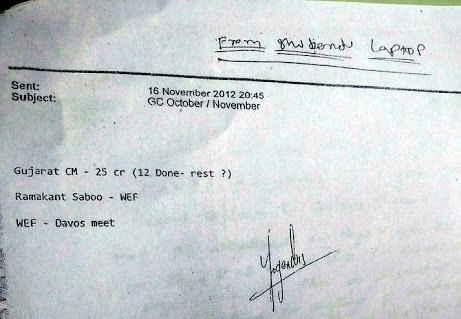 From Shubendu Laptop
Sent: 16 November 2012 20:45
Subject: GC October / November
Gujarat CM - 25 cr (12 Done- rest ?)
Ramakant Saboo - WEF
WEF - Davos meet